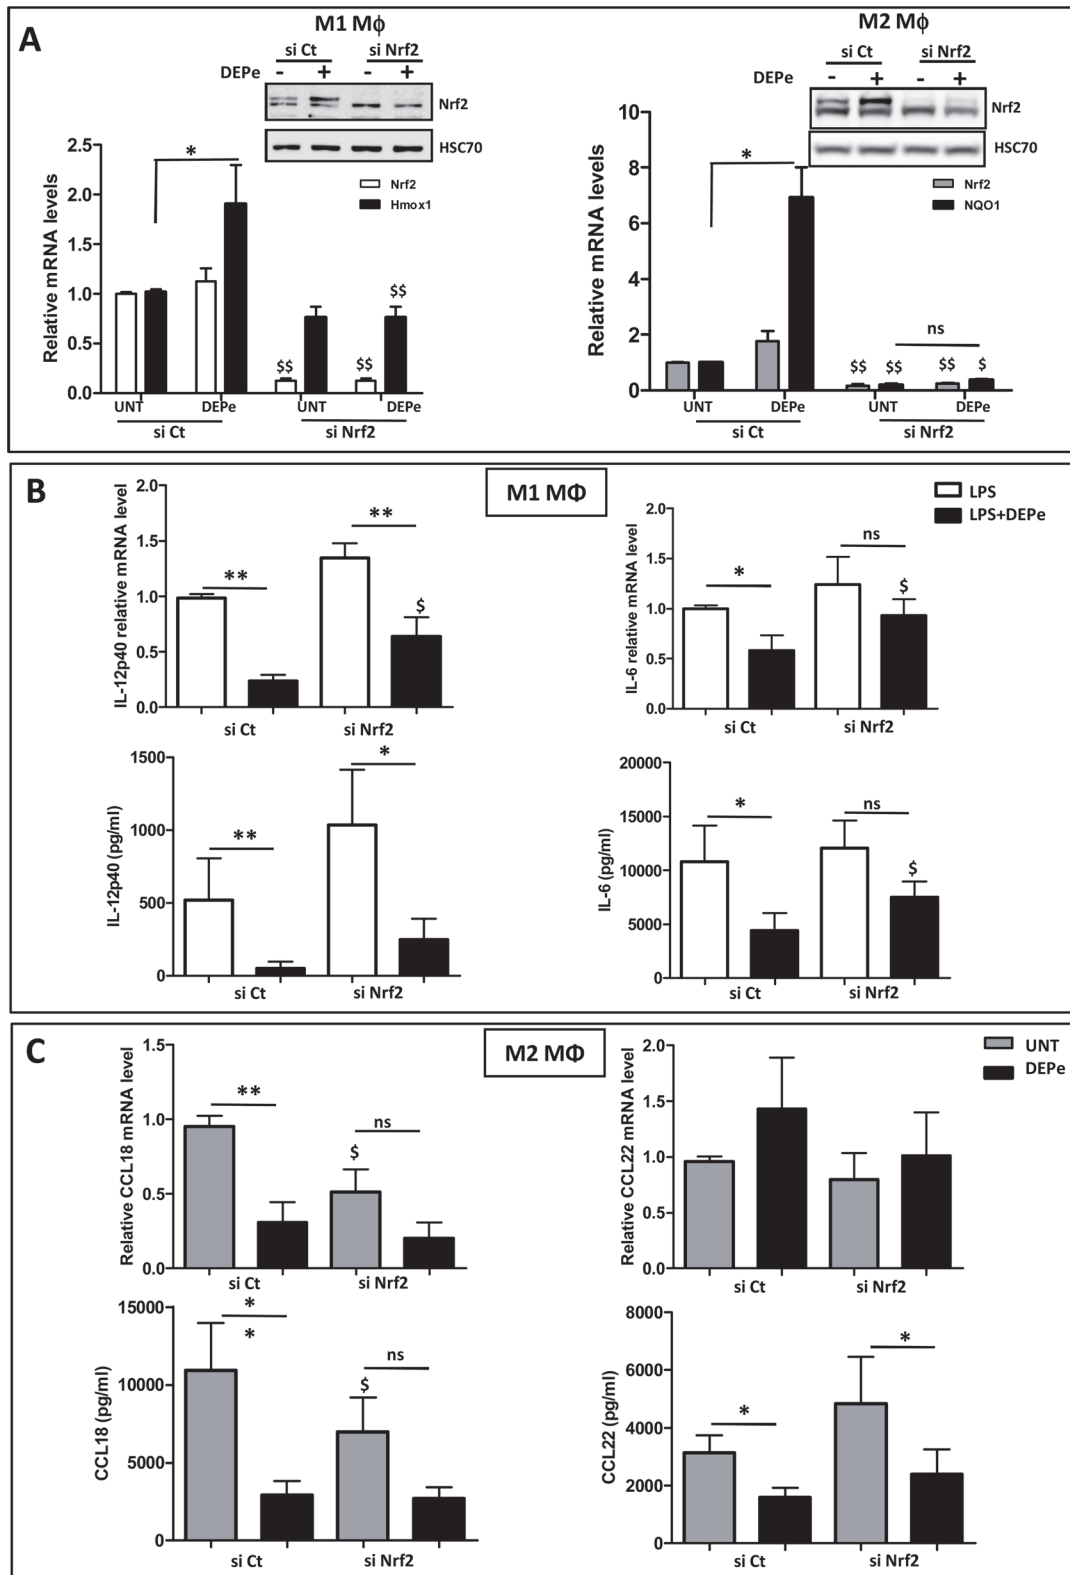 A
M1 Mϕ
si Ct si Nrf2
DEPe - + - +
Nrf2
HSC70
Nrf2
Hmox1
Relative mRNA levels
2.5
2.0
1.5
1.0
0.5
0.0
*
$$
$$
$$
UNT DEPe UNT DEPe
si Ct si Nrf2
M2 Mϕ
si Ct si Nrf2
DEPe - + - +
Nrf2
HSC70
Nrf2
NQO1
Relative mRNA levels
10
8
6
4
2
0
*
ns
$$ $$ $$ $
UNT DEPe UNT DEPe
si Ct si Nrf2
B
M1 MΦ
LPS
LPS+DEPe
IL-12p40 relative mRNA level
2.0
1.5
1.0
0.5
0.0
**
**
$
si Ct si Nrf2
IL-6 relative mRNA level
2.0
1.5
1.0
0.5
0.0
*
ns
$
si Ct si Nrf2
IL-12p40 (pg/ml)
1500
1000
500
0
**
*
si Ct si Nrf2
IL-6 (pg/ml)
20000
15000
10000
5000
0
*
ns
$
si Ct si Nrf2
C
M2 MΦ
UNT
DEPe
Relative CCL18 mRNA level
1.5
1.0
0.5
0.0
**
ns
$
si Ct si Nrf2
Relative CCL22 mRNA level
2.0
1.5
1.0
0.5
0.0
si Ct si Nrf2
CCL18 (pg/ml)
15000
10000
5000
0
*
*
ns
$
si Ct si Nrf2
CCL22 (pg/ml)
8000
6000
4000
2000
0
*
*
si Ct si Nrf2